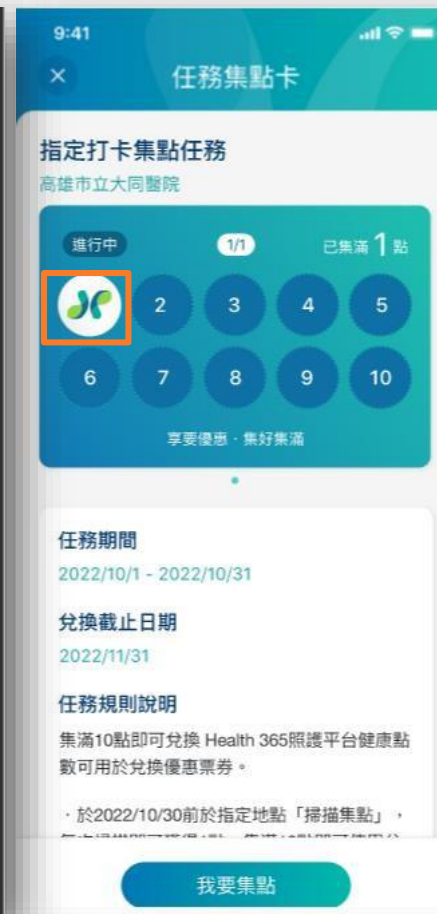 9:41
任務集點卡
指定打卡集點任務
高雄市立大同醫院
進行中
1/1
已集滿 1 點
2
3
4
5
6
7
8
9
10
享要優惠 · 集好集滿
任務期間
2022/10/1 - 2022/10/31
兌換截止日期
2022/11/31
任務規則說明
集滿10點即可兌換 Health 365照護平台健康點
數可用於兌換優惠票券。
· 於2022/10/30前於指定地點「掃描集點」，
我要集點